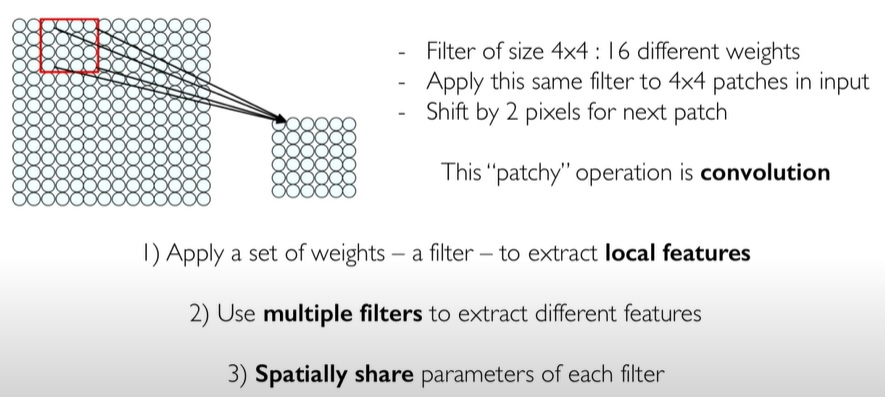 - Filter of size 4x4 : 16 different weights
- Apply this same filter to 4x4 patches in input
- Shift by 2 pixels for next patch
This “patchy” operation is convolution
1) Apply a set of weights – a filter – to extract local features
2) Use multiple filters to extract different features
3) Spatially share parameters of each filter